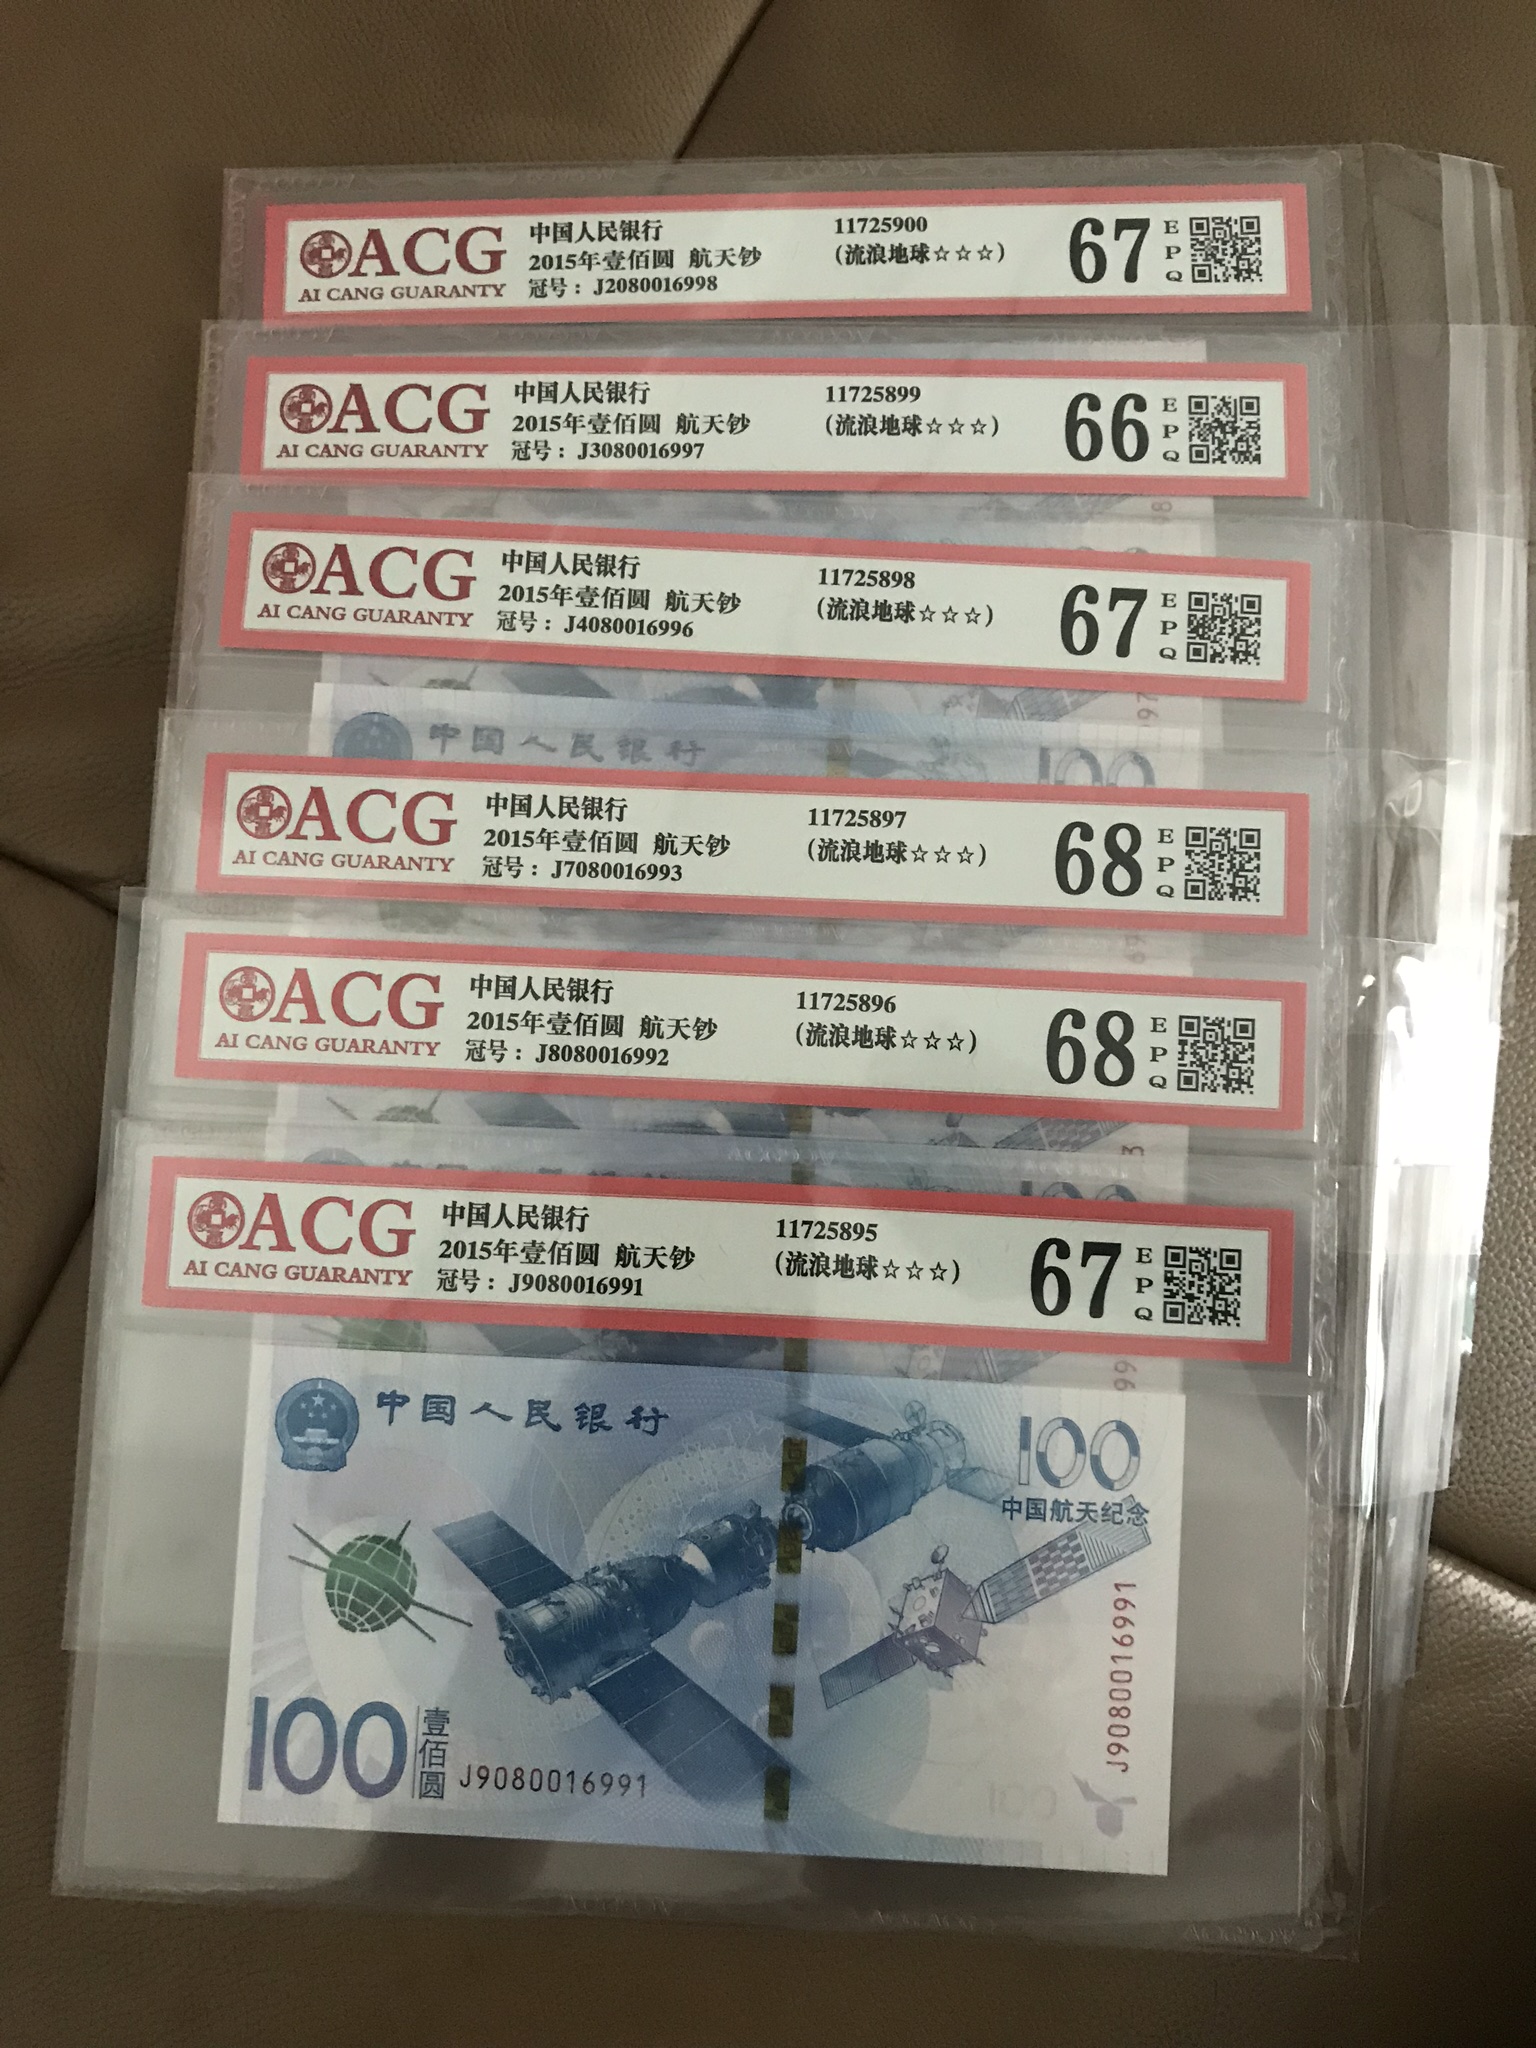 ACG
AI CANG GUARANTY
中国人民银行
2015年壹佰圆 航天钞
冠号：J2080016998
11725900
(流浪地球☆☆☆)
67
EPQ
ACG
AI CANG GUARANTY
中国人民银行
2015年壹佰圆 航天钞
冠号：J3080016997
11725899
(流浪地球☆☆☆)
66
EPQ
ACG
AI CANG GUARANTY
中国人民银行
2015年壹佰圆 航天钞
冠号：J4080016996
11725898
(流浪地球☆☆☆)
67
EPQ
中国人民银行
100
ACG
AI CANG GUARANTY
中国人民银行
2015年壹佰圆 航天钞
冠号：J7080016993
11725897
(流浪地球☆☆☆)
68
EPQ
ACG
AI CANG GUARANTY
中国人民银行
2015年壹佰圆 航天钞
冠号：J8080016992
11725896
(流浪地球☆☆☆)
68
EPQ
ACG
AI CANG GUARANTY
中国人民银行
2015年壹佰圆 航天钞
冠号：J9080016991
11725895
(流浪地球☆☆☆)
67
EPQ
中国人民银行
100
中国航天纪念
J9080016991
100
壹佰圆
J9080016991